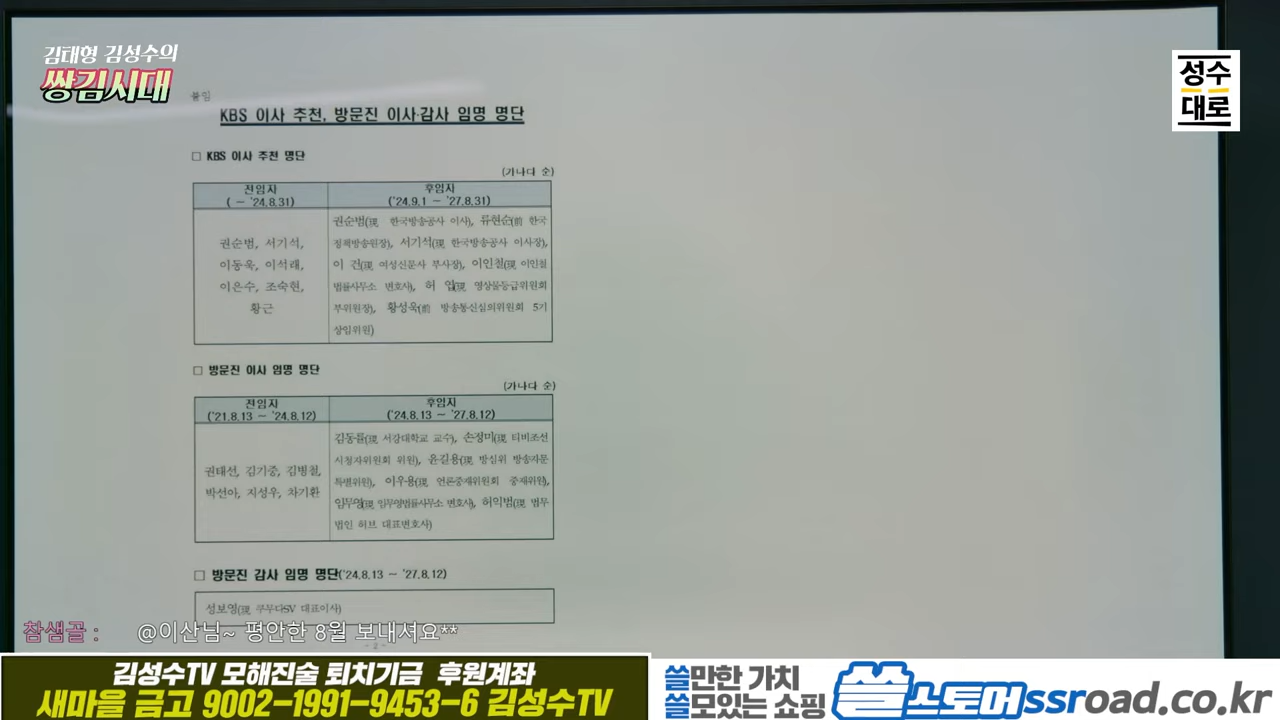 김태형 김성수의
쌍김시대
성수
대로
붙임
KBS 이사 추천, 방문진 이사·감사 임명 명단
□ KBS 이사 추천 명단
(가나다 순)
전임자
( ~ '24.8.31)
후임자
('24.9.1 ~ '27.8.31)
권순범, 서기석,
이동욱, 이석래,
이은수, 조숙현,
황근
권순범(現 한국방송공사 이사), 류현순(前 한국
정책방송원장), 서기석(現 한국방송공사 이사장),
이 건(現 여성신문사 부사장), 이인철(現 이인철
법률사무소 변호사), 허 엽(現 영상물등급위원회
부위원장), 황성욱(前 방송통신심의위원회 5기
상임위원)
□ 방문진 이사 임명 명단
(가나다 순)
전임자
('21.8.13 ~ '24.8.12)
후임자
('24.8.13 ~ '27.8.12)
권태선, 김기중, 김병철,
박선아, 지성우, 차기환
김동률(現 서강대학교 교수), 손정미(現 티비조선
시청자위원회 위원), 윤길용(現 방심위 방송자문
특별위원), 이우용(現 언론중재위원회 중재위원),
임무영(現 임무영법률사무소 변호사), 허익범(現 법무
법인 허브 대표변호사)
□ 방문진 감사 임명 명단('24.8.13 ~ '27.8.12)
성보영(現 쿠무다SV 대표이사)
- 2 -
참샘골 : @이산님~ 평안한 8월 보내셔요**
김성수TV 모해진술 퇴치기금 후원계좌
새마을 금고 9002-1991-9453-6 김성수TV
쓸만한 가치
쓸모있는 쇼핑
쓸스토어ssroad.co.kr